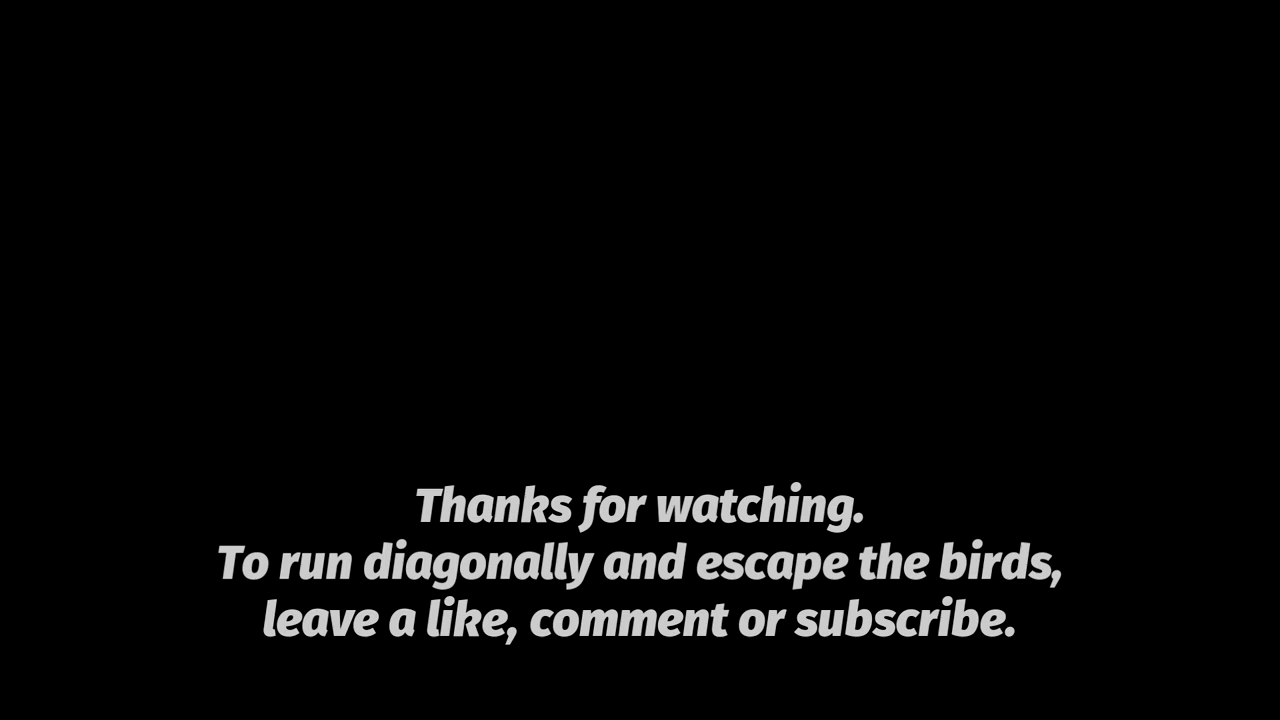 Thanks for watching.
To run diagonally and escape the birds,
leave a like, comment or subscribe.